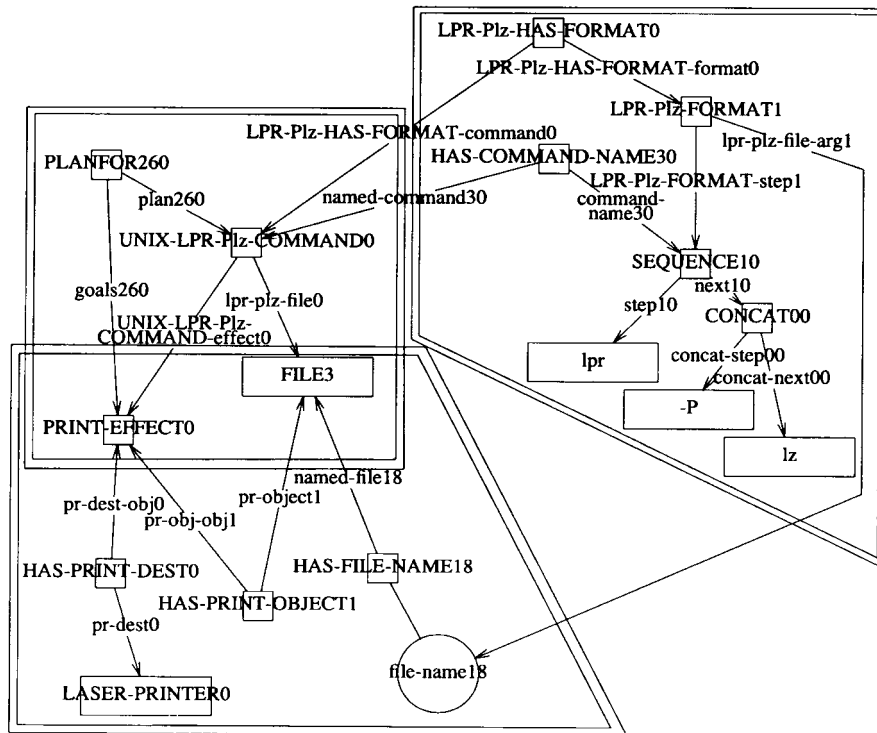 LPR-Plz-HAS-FORMAT0
LPR-Plz-HAS-FORMAT-format0
LPR-Plz-FORMAT1
LPR-Plz-HAS-FORMAT-command0
lpr-plz-file-arg1
HAS-COMMAND-NAME30
PLANFOR260
plan260
named-command30
LPR-Plz-FORMAT-step1
command-
name30
UNIX-LPR-Plz-COMMAND0
SEQUENCE10
next10
goals260
lpr-plz-file0
step10
CONCAT00
UNIX-LPR-Plz-
COMMAND-effect0
concat-step00
lpr
FILE3
concat-next00
-P
PRINT-EFFECT0
lz
named-file18
pr-dest-obj0
pr-object1
pr-obj-obj1
HAS-PRINT-DEST0
HAS-FILE-NAME18
HAS-PRINT-OBJECT1
pr-dest0
file-name18
LASER-PRINTER0